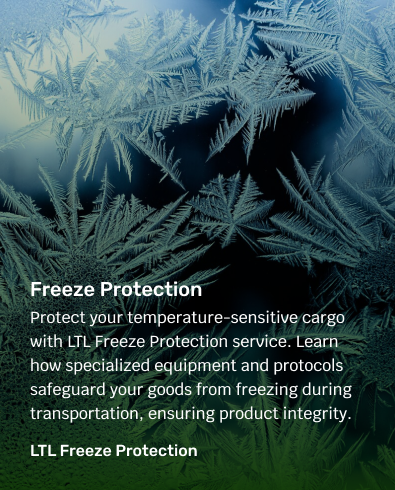 Freeze Protection
Protect your temperature-sensitive cargo
with LTL Freeze Protection service. Learn
how specialized equipment and protocols
safeguard your goods from freezing during
transportation, ensuring product integrity.
LTL Freeze Protection